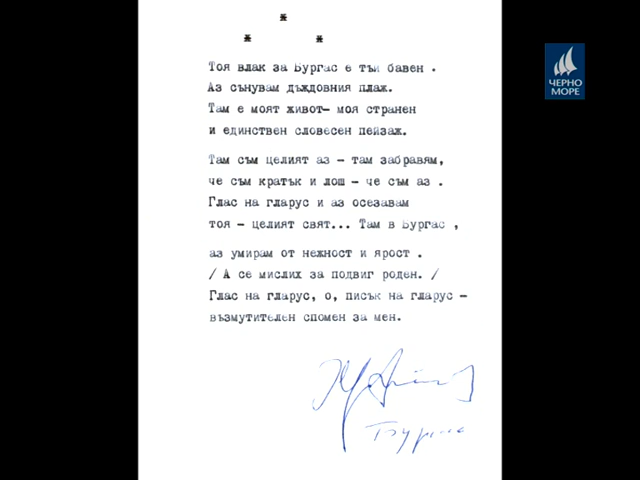 *
* *
Тоя влак за Бургас е тъй бавен .
Аз сънувам дъждовния плаж.
Там е моят живот- моя странен
и единствен словесен пейзаж.
Там съм целият аз - там забравям,
че съм кратък и лош - че съм аз .
Глас на гларус и аз осезавам
тоя - целият свят... Там в Бургас ,
аз умирам от нежност и ярост .
/ А се мислих за подвиг роден. /
Глас на гларус, о, писък на гларус -
възмутителен спомен за мен.
Бургас
ЧЕРНО
МОРЕ